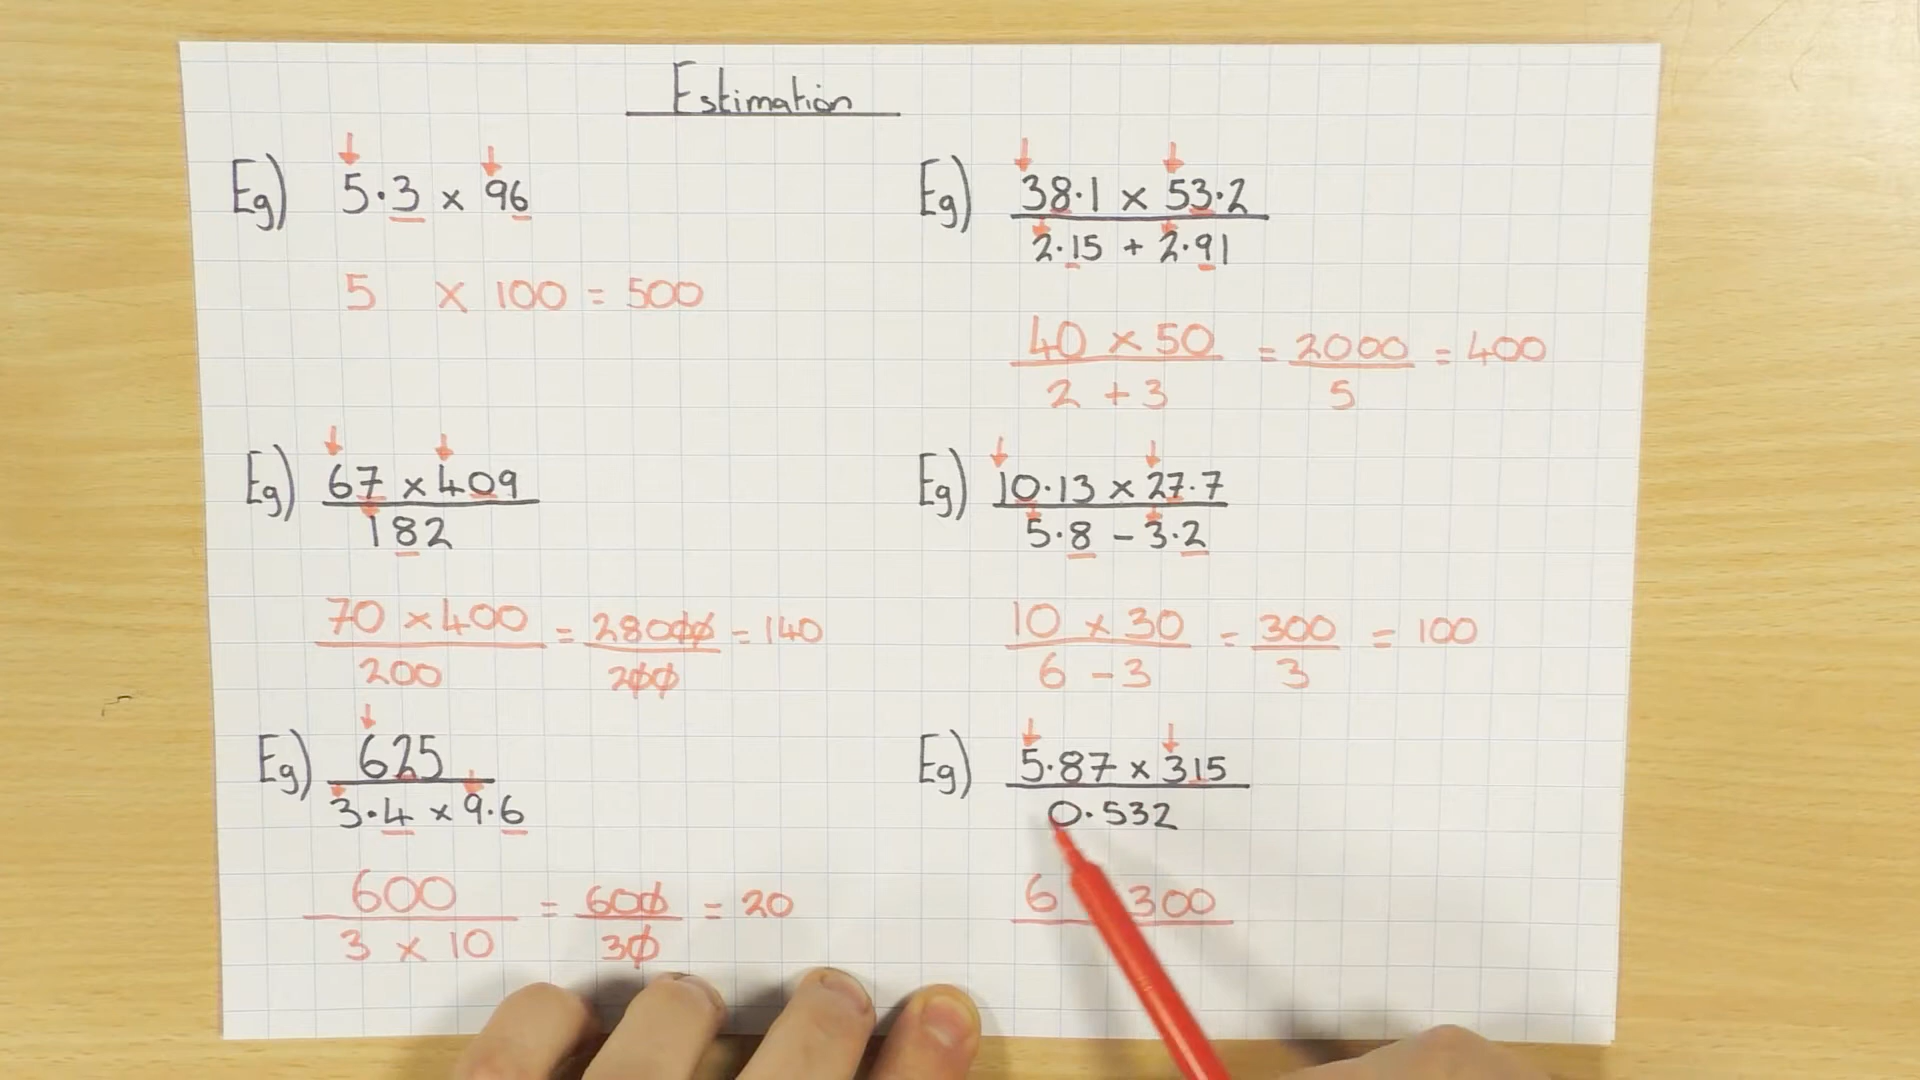 Estimation
Eg) 5.3 × 96
5 × 100 = 500
Eg) 38.1 × 53.2
2.15 + 2.91
40 × 50 = 2000 = 400
2 + 3 5
Eg) 67 × 409
182
70 × 400 = 28000 = 140
200 200
Eg) 10.13 × 27.7
5.8 - 3.2
10 × 30 = 300 = 100
6 - 3 3
Eg) 625
3.4 × 9.6
600 = 600 = 20
3 × 10 30
Eg) 5.87 × 315
0.532
6 300